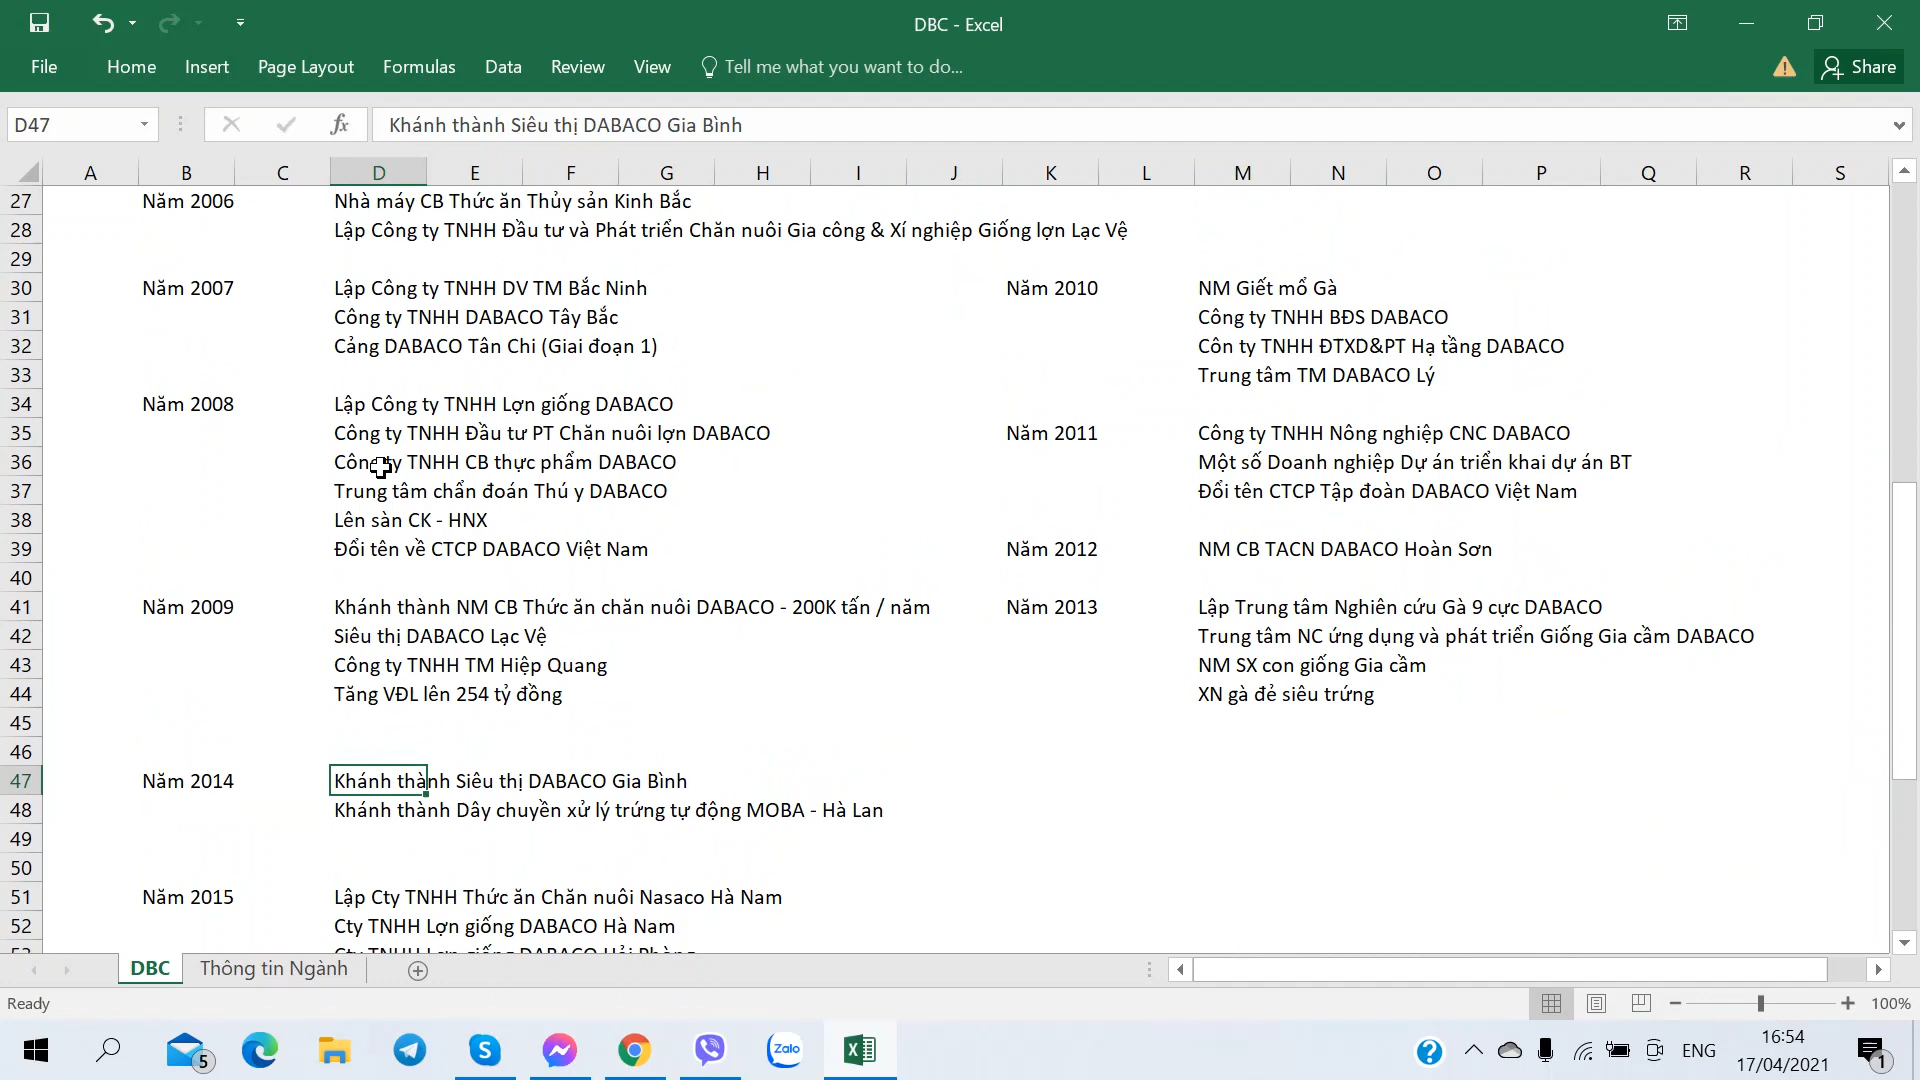 DBC - Excel
File Home Insert Page Layout Formulas Data Review View Tell me what you want to do... Share
D47 fx Khánh thành Siêu thị DABACO Gia Bình
A B C D E F G H I J K L M N O P Q R S
27 Năm 2006 Nhà máy CB Thức ăn Thủy sản Kinh Bắc
28 Lập Công ty TNHH Đầu tư và Phát triển Chăn nuôi Gia công & Xí nghiệp Giống lợn Lạc Vệ
29
30 Năm 2007 Lập Công ty TNHH DV TM Bắc Ninh Năm 2010 NM Giết mổ Gà
31 Công ty TNHH DABACO Tây Bắc Công ty TNHH BĐS DABACO
32 Cảng DABACO Tân Chi (Giai đoạn 1) Côn ty TNHH ĐTXD&PT Hạ tầng DABACO
33 Trung tâm TM DABACO Lý
34 Năm 2008 Lập Công ty TNHH Lợn giống DABACO
35 Công ty TNHH Đầu tư PT Chăn nuôi lợn DABACO Năm 2011 Công ty TNHH Nông nghiệp CNC DABACO
36 Công ty TNHH CB thực phẩm DABACO Một số Doanh nghiệp Dự án triển khai dự án BT
37 Trung tâm chẩn đoán Thú y DABACO Đổi tên CTCP Tập đoàn DABACO Việt Nam
38 Lên sàn CK - HNX
39 Đổi tên về CTCP DABACO Việt Nam Năm 2012 NM CB TACN DABACO Hoàn Sơn
40
41 Năm 2009 Khánh thành NM CB Thức ăn chăn nuôi DABACO - 200K tấn / năm Năm 2013 Lập Trung tâm Nghiên cứu Gà 9 cực DABACO
42 Siêu thị DABACO Lạc Vệ Trung tâm NC ứng dụng và phát triển Giống Gia cầm DABACO
43 Công ty TNHH TM Hiệp Quang NM SX con giống Gia cầm
44 Tăng VĐL lên 254 tỷ đồng XN gà đẻ siêu trứng
45
46
47 Năm 2014 Khánh thành Siêu thị DABACO Gia Bình
48 Khánh thành Dây chuyền xử lý trứng tự động MOBA - Hà Lan
49
50
51 Năm 2015 Lập Cty TNHH Thức ăn Chăn nuôi Nasaco Hà Nam
52 Cty TNHH Lợn giống DABACO Hà Nam
53 Cty TNHH Lợn giống DABACO Hải Phòng
DBC Thông tin Ngành
Ready 100%
5 Zalo ENG 16:54
17/04/2021 1